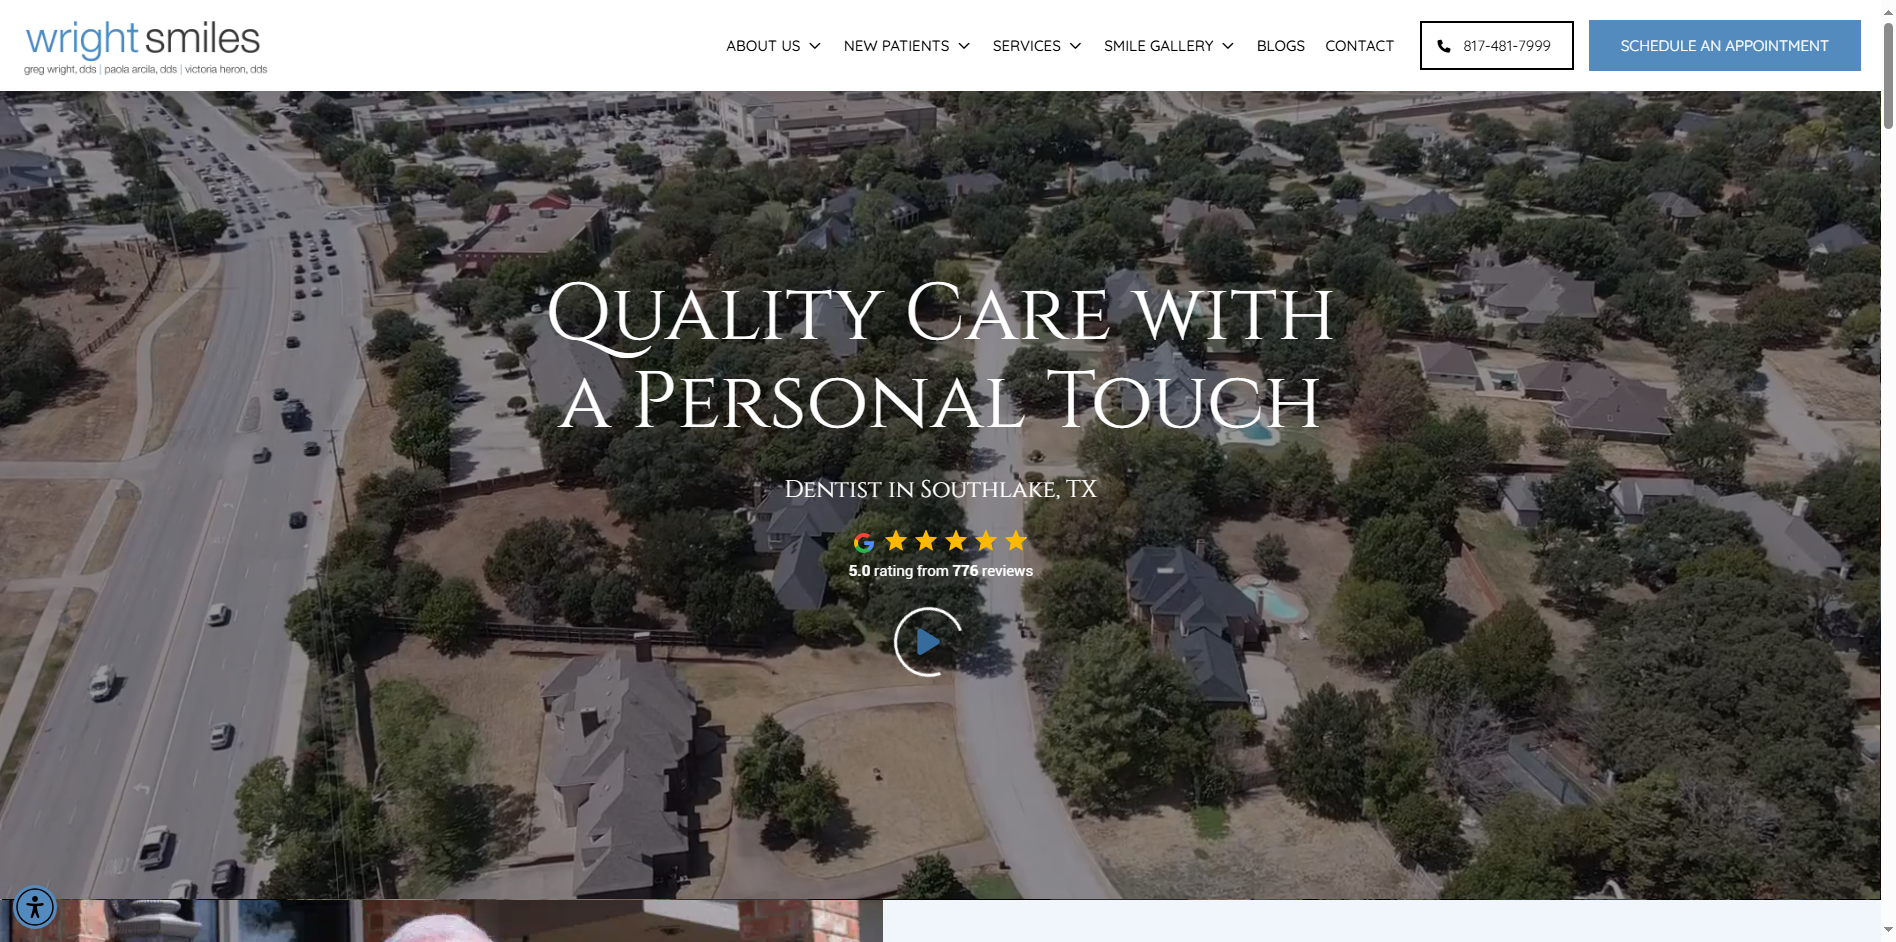 wright smiles
greg wright, dds | paola arcila, dds | victoria heron, dds
ABOUT US
NEW PATIENTS
SERVICES
SMILE GALLERY
BLOGS
CONTACT
817-481-7999
SCHEDULE AN APPOINTMENT
Quality Care with
a Personal Touch
Dentist in Southlake, TX
5.0 rating from 776 reviews